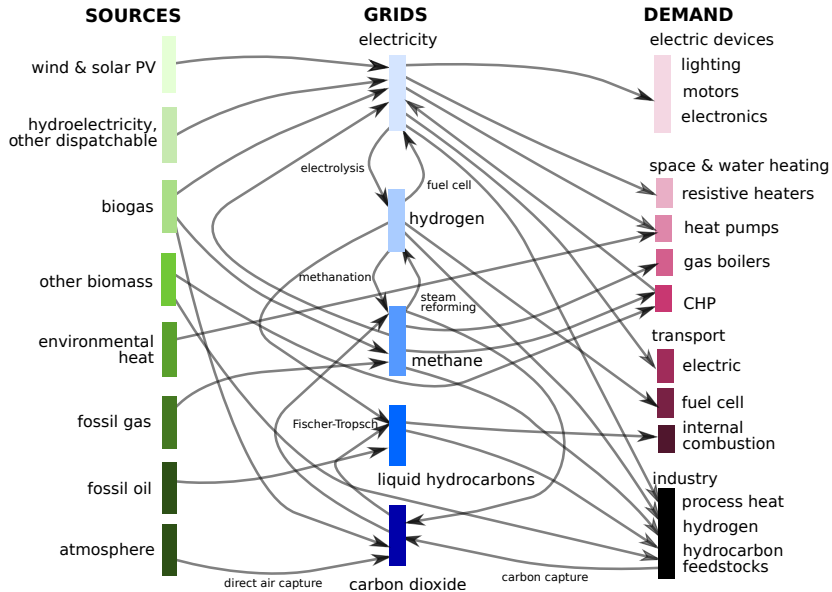 SOURCES
GRIDS
DEMAND
wind & solar PV
hydroelectricity,
other dispatchable
biogas
other biomass
environmental
heat
fossil gas
fossil oil
atmosphere
electricity
electrolysis
fuel cell
hydrogen
methanation
steam
reforming
methane
Fischer-Tropsch
liquid hydrocarbons
carbon dioxide
direct air capture
carbon capture
electric devices
lighting
motors
electronics
space & water heating
resistive heaters
heat pumps
gas boilers
CHP
transport
electric
fuel cell
internal
combustion
industry
process heat
hydrogen
hydrocarbon
feedstocks